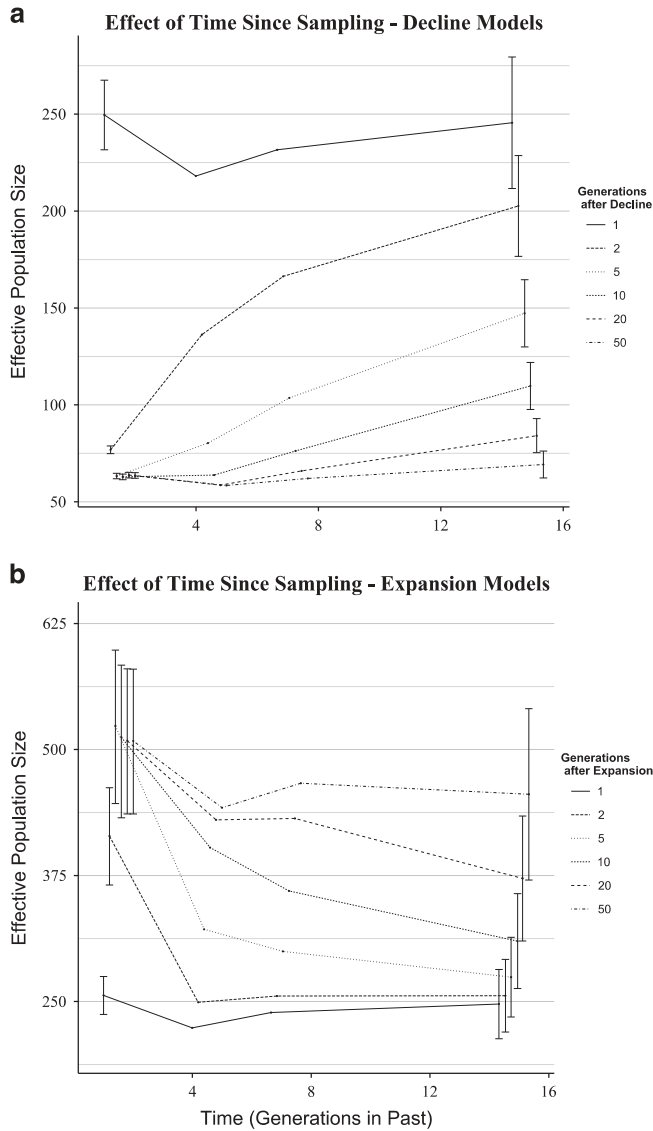 a
Effect of Time Since Sampling - Decline Models
Effective Population Size
250
200
150
100
50
4
8
12
16
Generations
after Decline
1
2
5
10
20
50
b
Effect of Time Since Sampling - Expansion Models
Effective Population Size
625
500
375
250
4
8
12
16
Time (Generations in Past)
Generations
after Expansion
1
2
5
10
20
50